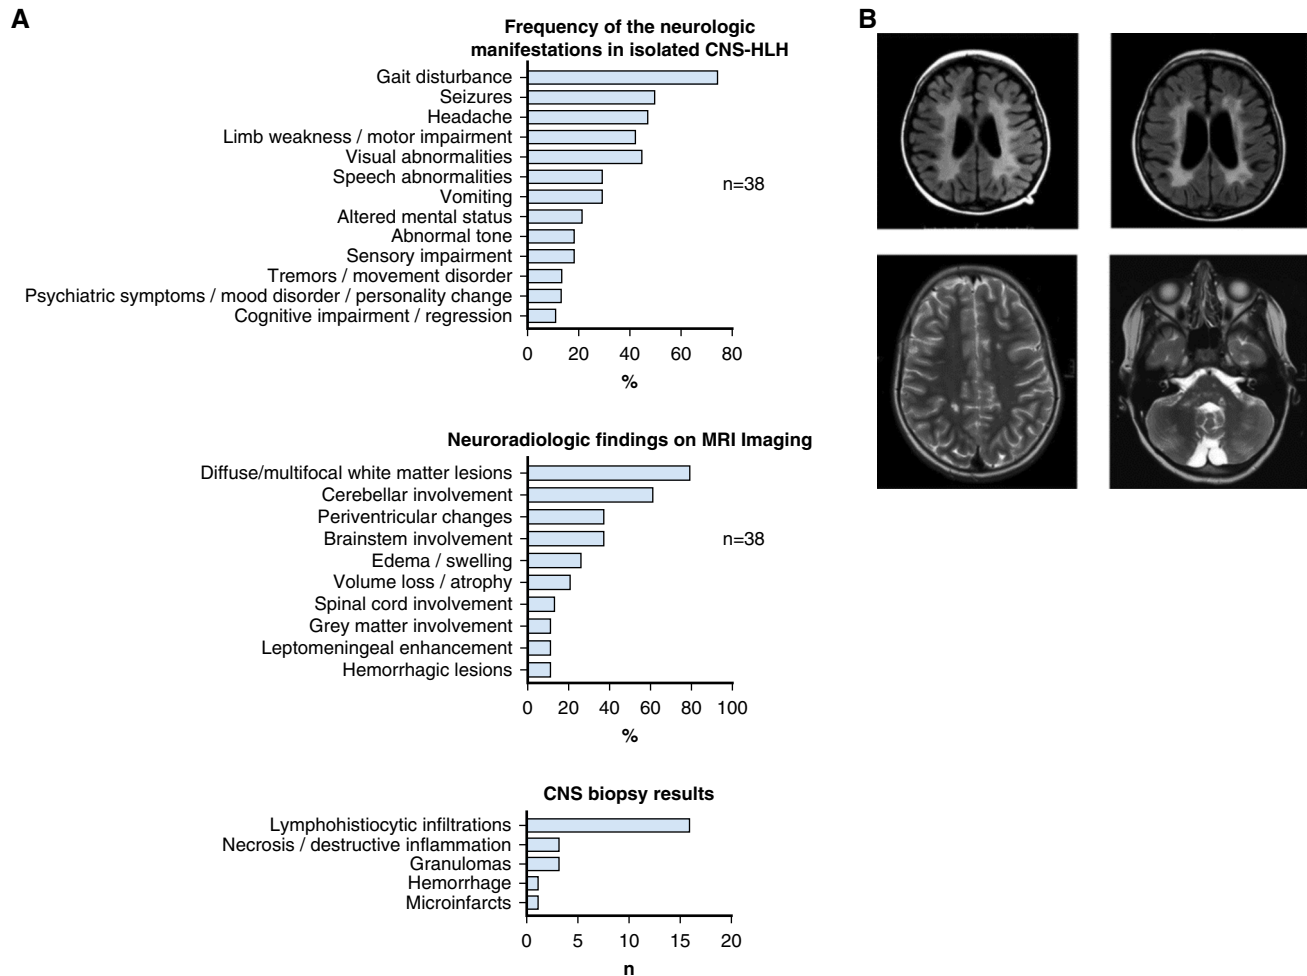 A
Frequency of the neurologic
manifestations in isolated CNS-HLH
Gait disturbance
Seizures
Headache
Limb weakness / motor impairment
Visual abnormalities
Speech abnormalities
Vomiting
Altered mental status
Abnormal tone
Sensory impairment
Tremors / movement disorder
Psychiatric symptoms / mood disorder / personality change
Cognitive impairment / regression
n=38
0 20 40 60 80
%
Neuroradiologic findings on MRI Imaging
Diffuse/multifocal white matter lesions
Cerebellar involvement
Periventricular changes
Brainstem involvement
Edema / swelling
Volume loss / atrophy
Spinal cord involvement
Grey matter involvement
Leptomeningeal enhancement
Hemorrhagic lesions
n=38
0 20 40 60 80 100
%
CNS biopsy results
Lymphohistiocytic infiltrations
Necrosis / destructive inflammation
Granulomas
Hemorrhage
Microinfarcts
0 5 10 15 20
n
B